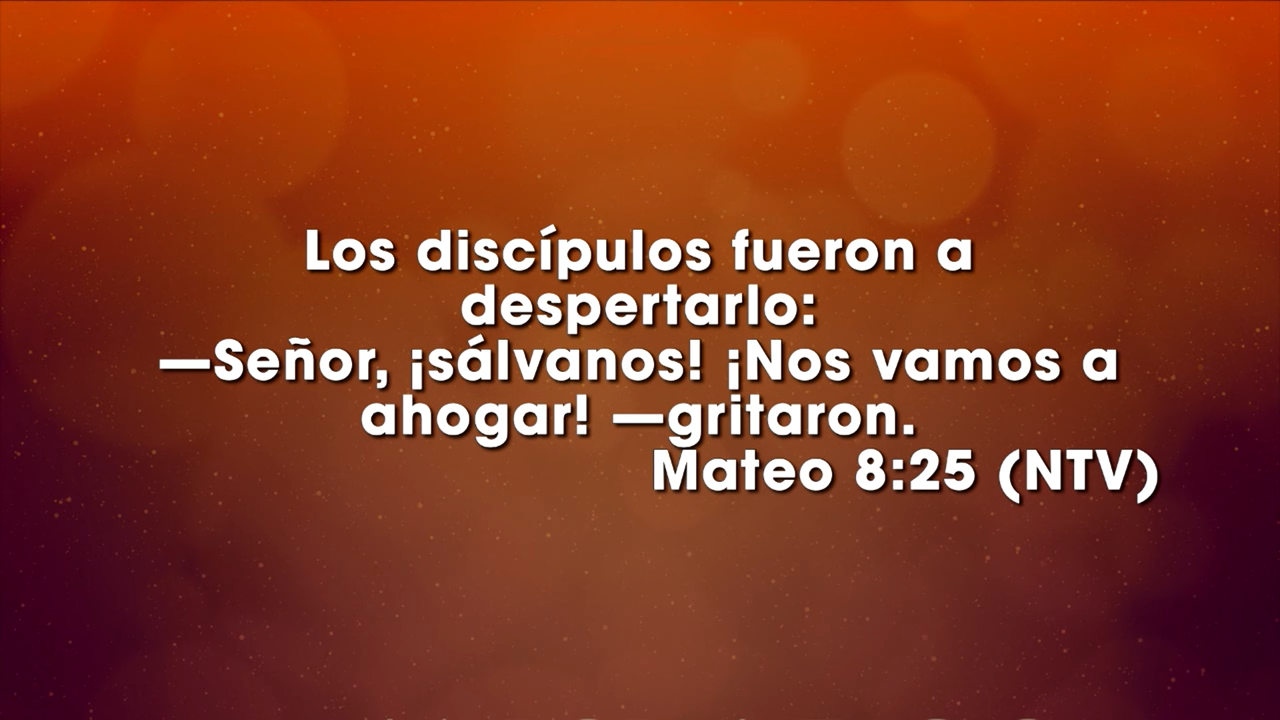 Los discípulos fueron a
despertarlo:
—Señor, ¡sálvanos! ¡Nos vamos a
ahogar! —gritaron.
Mateo 8:25 (NTV)